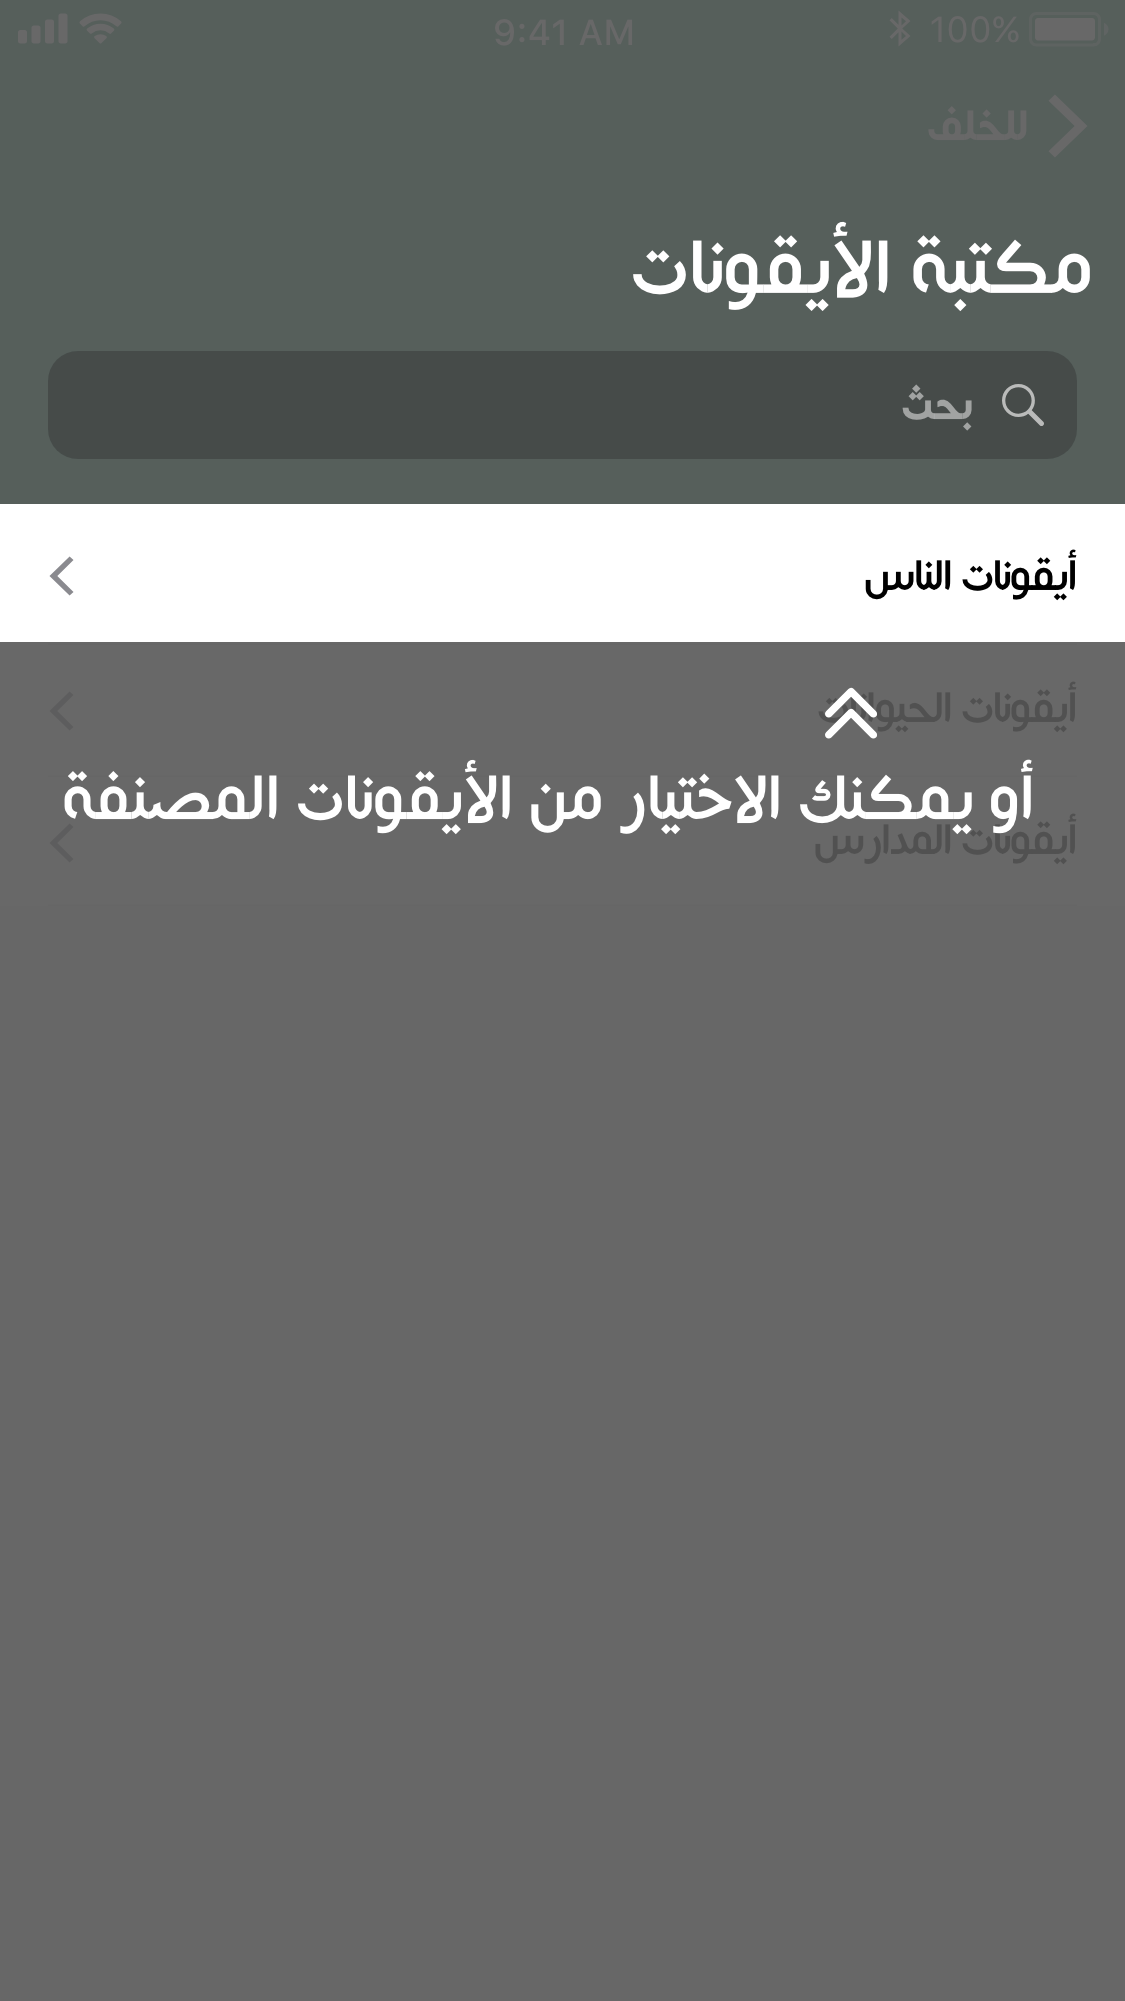 9:41 AM
100%
للخلف
مكتبة الأيقونات
بحث
أيقونات الناس
أيقونات الحيوانات
أو يمكنك الاختيار من الأيقونات المصنفة
أيقونات المدارس